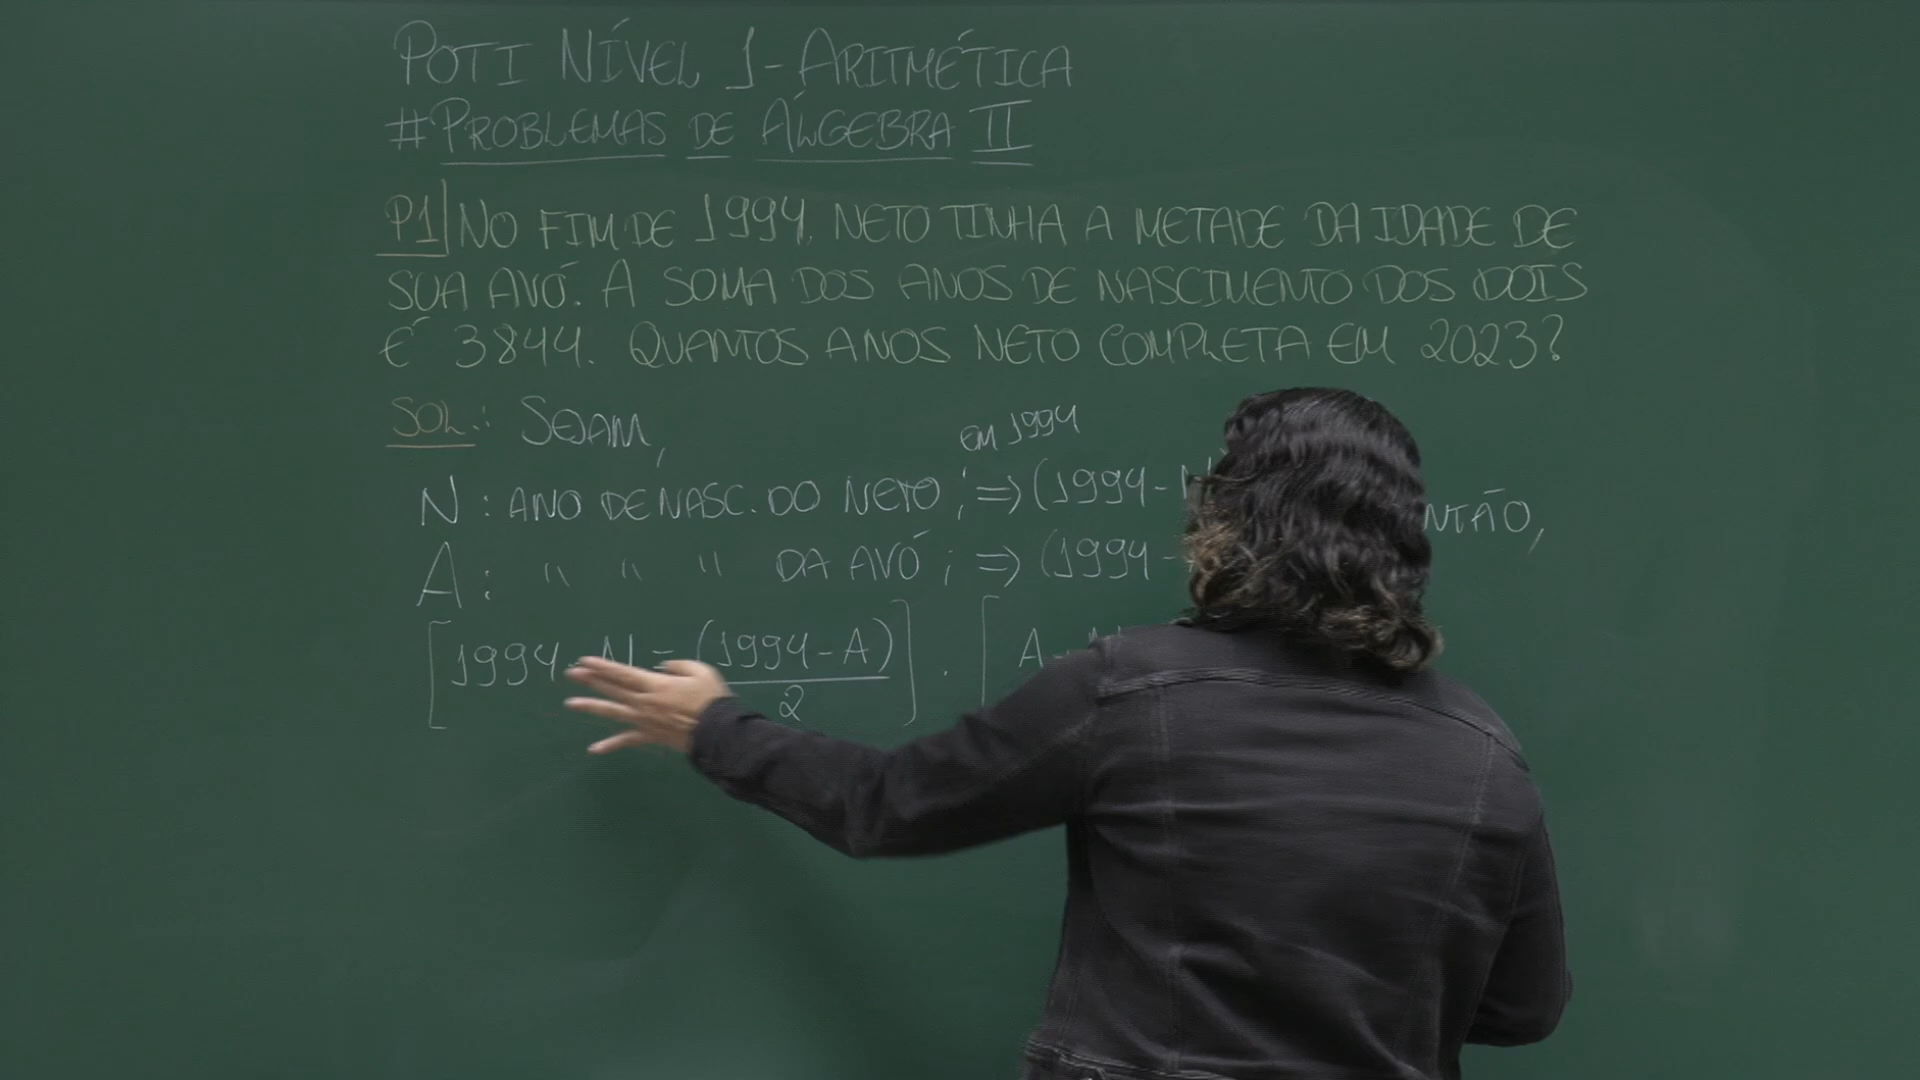 POTI NÍVEL 1 - ARITMÉTICA
# PROBLEMAS DE ÁLGEBRA II
P1 | NO FIM DE 1994, NETO TINHA A METADE DA IDADE DE
SUA AVÓ. A SOMA DOS ANOS DE NASCIMENTO DOS DOIS
É 3844. QUANTOS ANOS NETO COMPLETA EM 2023?
SOL.: SEJAM,
EM 1994
N : ANO DE NASC. DO NETO ; => (1994 - N
NTÃO,
A : " " " DA AVÓ ; => (1994 -
[1994 - N = (1994 - A)/2] . [ A